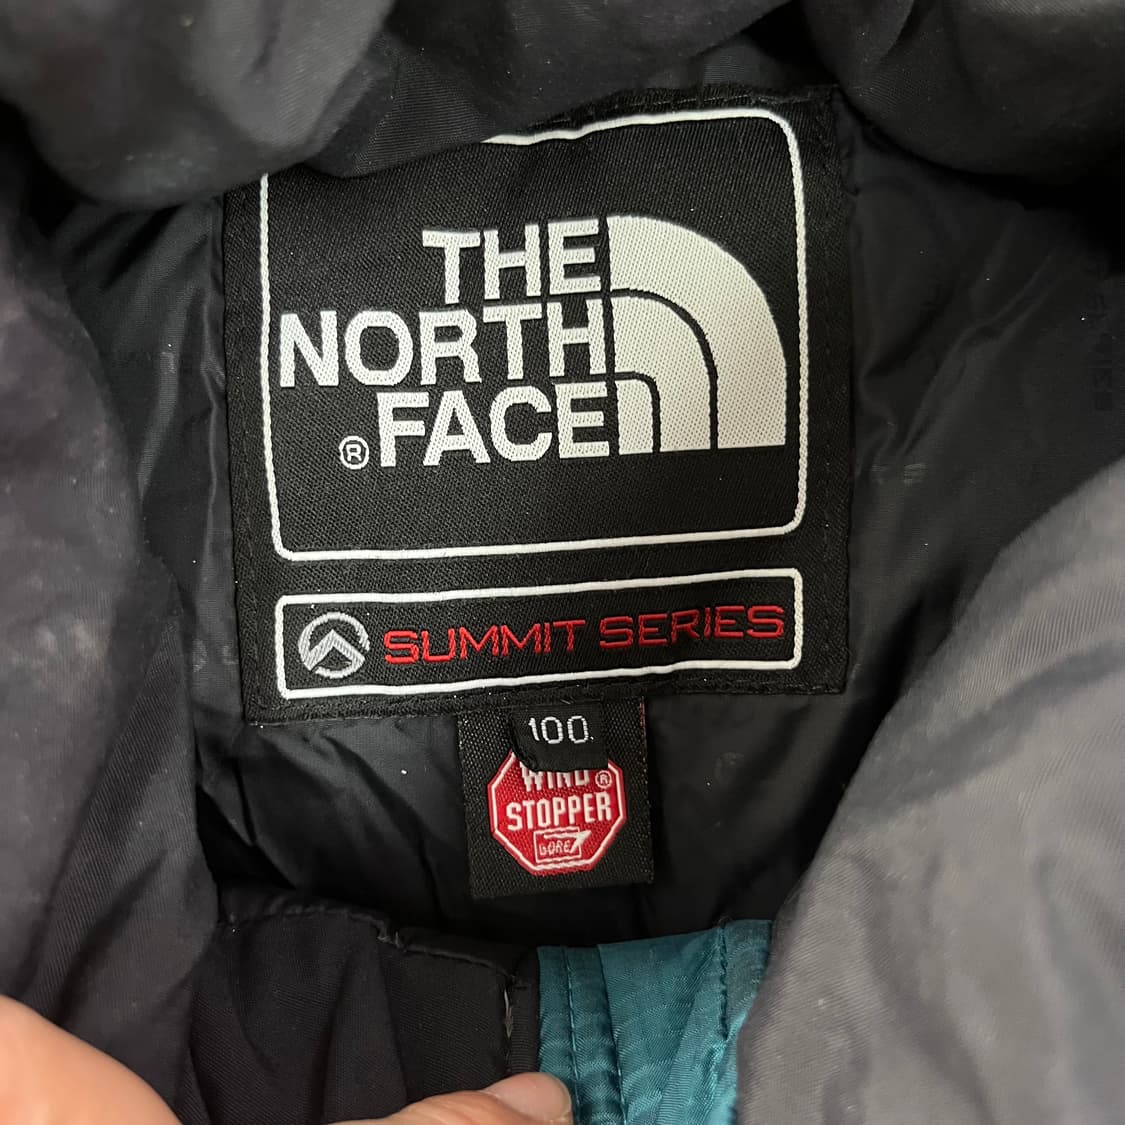 THE
NORTH
® FACE
SUMMIT SERIES
100
WIND ®
STOPPER
GORE